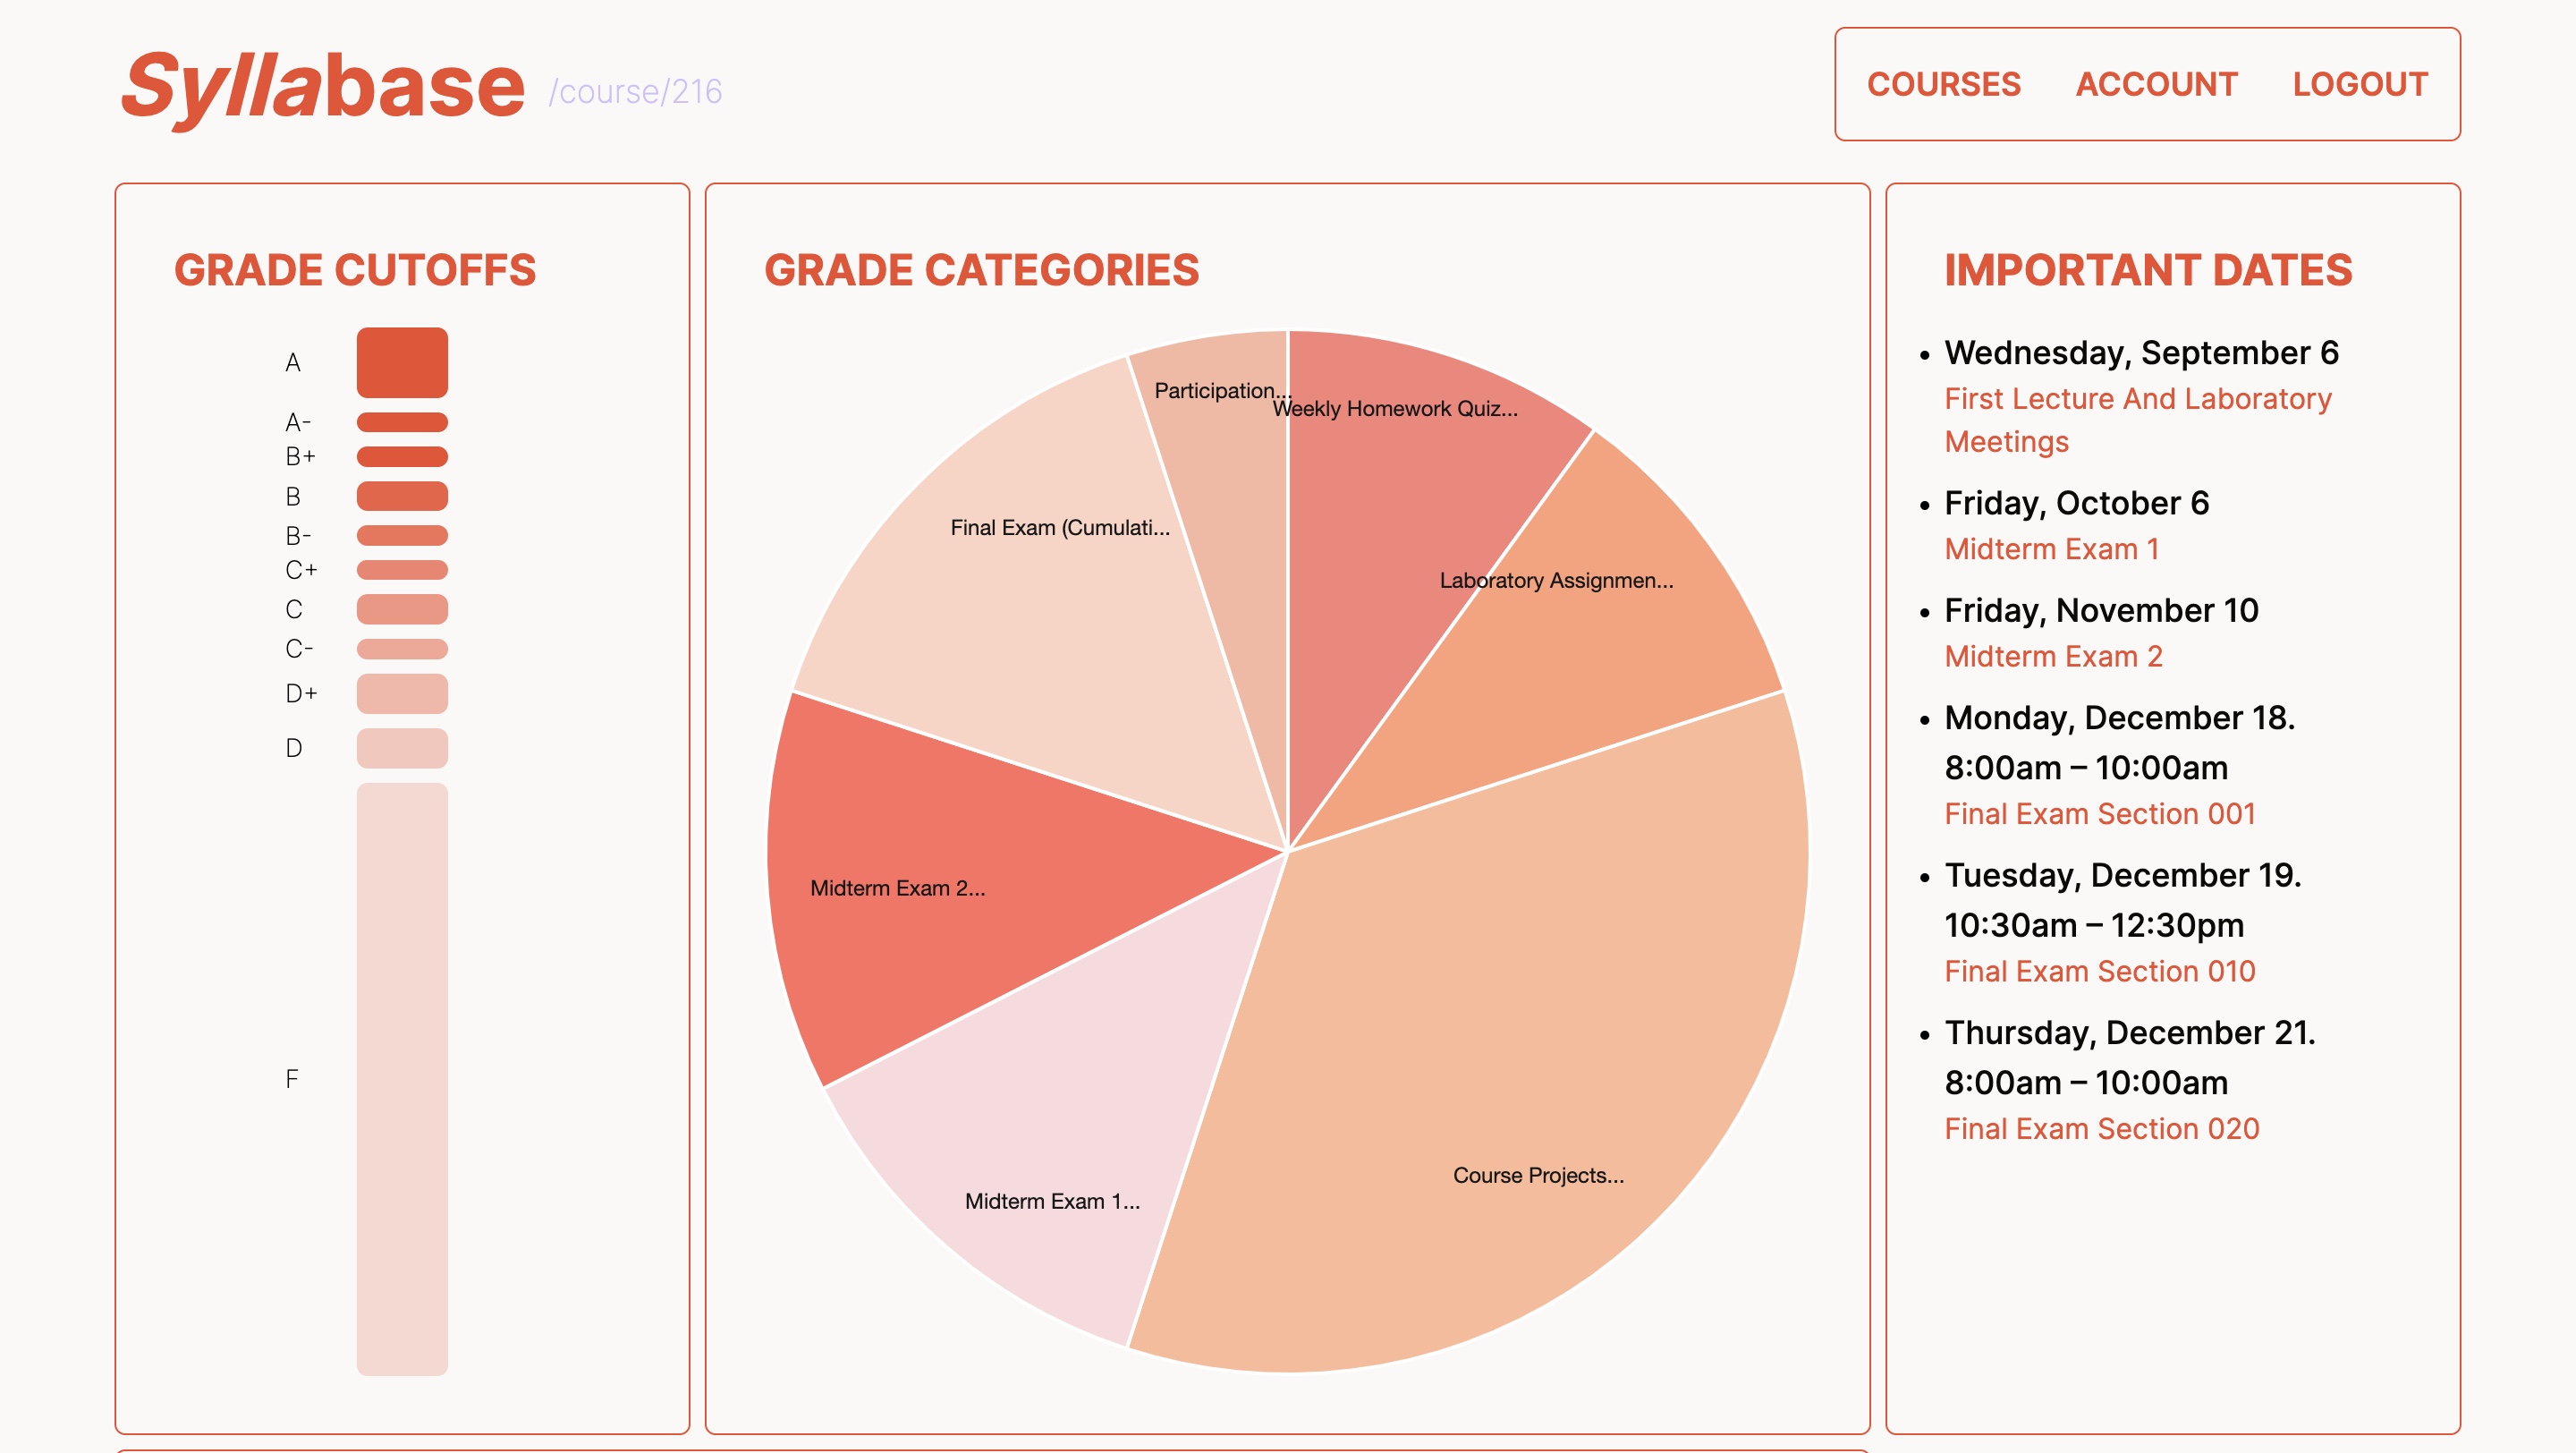 Syllabase /course/216
COURSES ACCOUNT LOGOUT
GRADE CUTOFFS
A
A-
B+
B
B-
C+
C
C-
D+
D
F
GRADE CATEGORIES
Participation...
Weekly Homework Quiz...
Final Exam (Cumulati...
Laboratory Assignmen...
Midterm Exam 2...
Course Projects...
Midterm Exam 1...
IMPORTANT DATES
• Wednesday, September 6
First Lecture And Laboratory
Meetings
• Friday, October 6
Midterm Exam 1
• Friday, November 10
Midterm Exam 2
• Monday, December 18.
8:00am – 10:00am
Final Exam Section 001
• Tuesday, December 19.
10:30am – 12:30pm
Final Exam Section 010
• Thursday, December 21.
8:00am – 10:00am
Final Exam Section 020